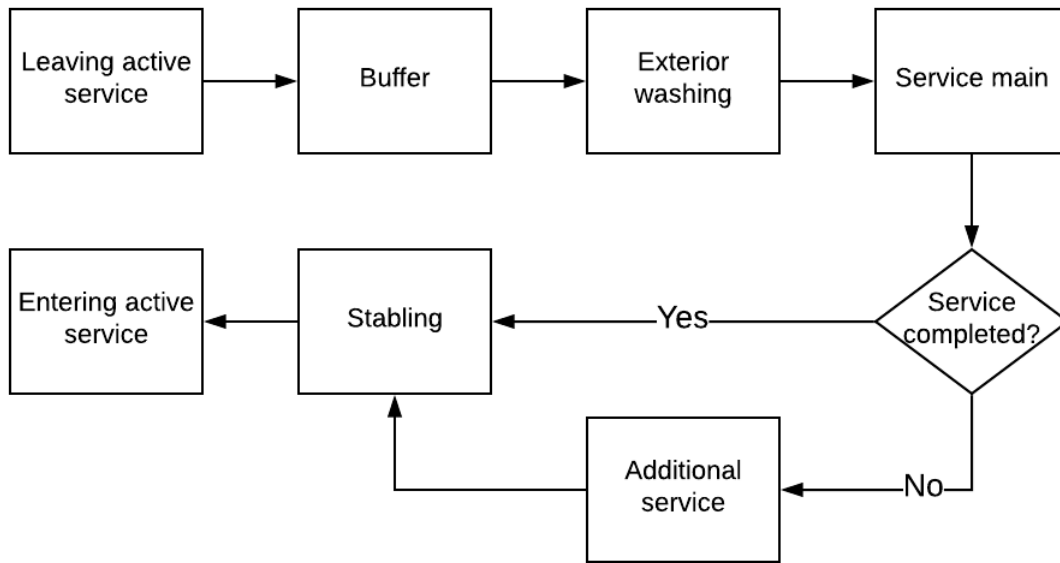 Leaving active
service
Buffer
Exterior
washing
Service main
Service
completed?
Yes
Stabling
Entering active
service
No
Additional
service